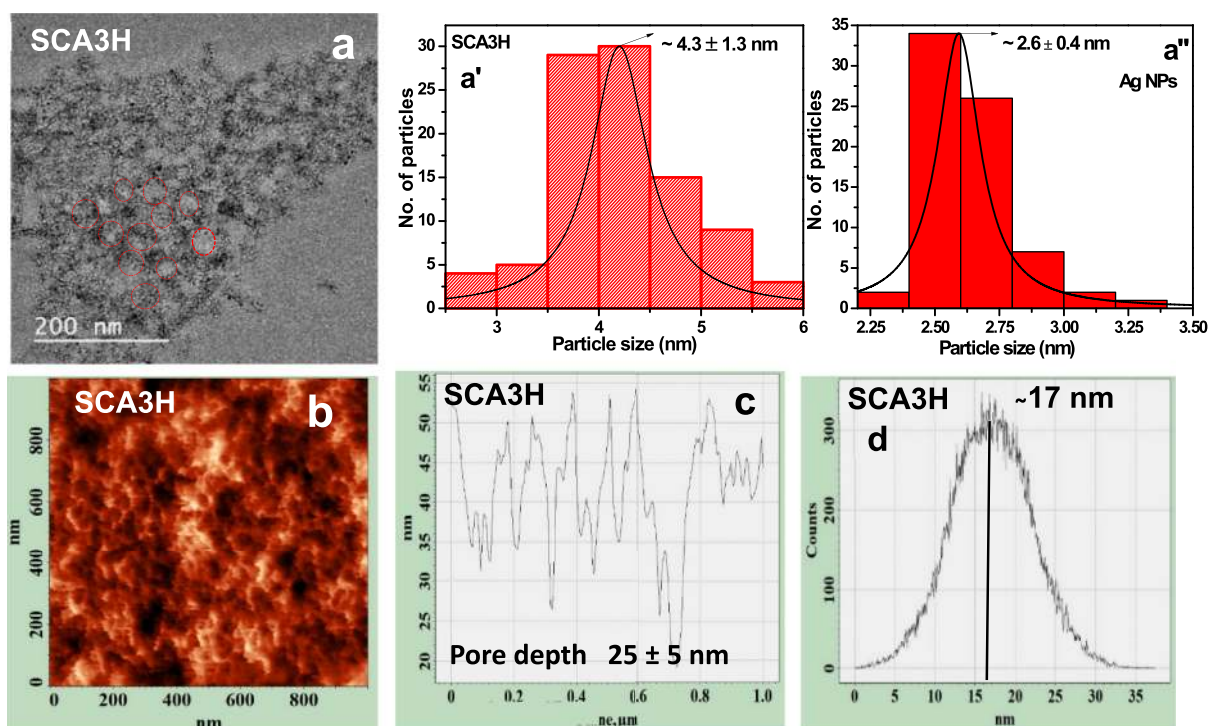 SCA3H
a
200 nm
SCA3H
a'
~ 4.3 ± 1.3 nm
No. of particles
30
25
20
15
10
5
0
3
4
5
6
Particle size (nm)
a"
~ 2.6 ± 0.4 nm
Ag NPs
No. of particles
35
30
25
20
15
10
5
0
2.25
2.50
2.75
3.00
3.25
3.50
Particle size (nm)
SCA3H
b
nm
800
600
400
200
0
0
200
400
600
800
nm
SCA3H
c
nm
55
50
45
40
35
30
25
20
Pore depth 25 ± 5 nm
0
0.2
0.4
0.6
0.8
1.0
ne, µm
SCA3H
~17 nm
d
Counts
300
200
100
0
0
5
10
15
20
25
30
35
nm